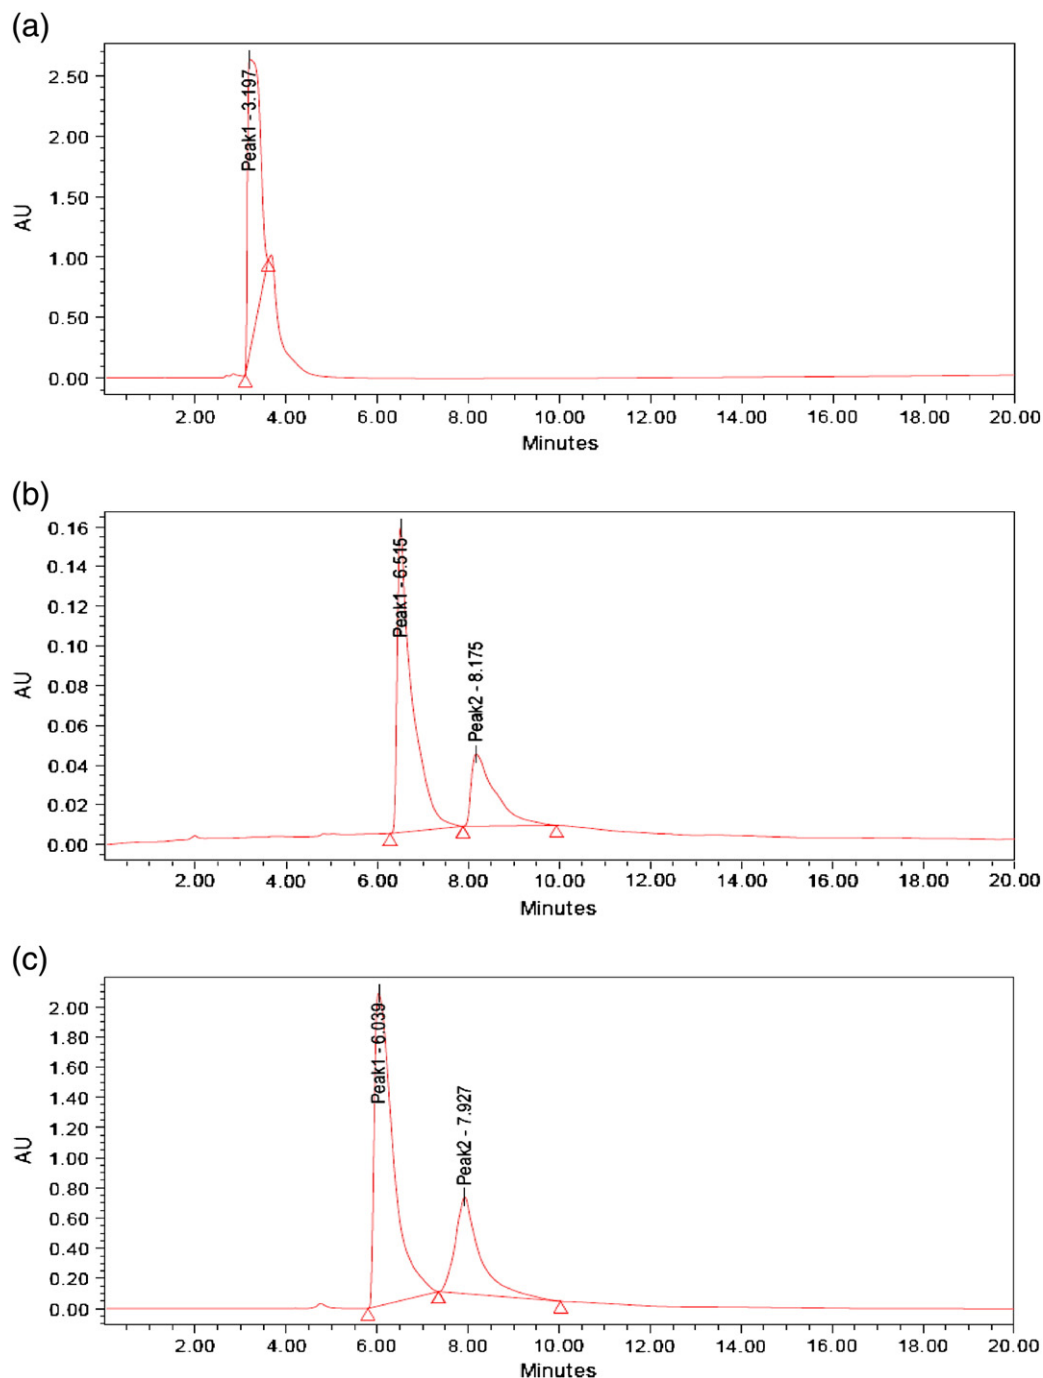 (a)
2.50
2.00
1.50
1.00
0.50
0.00
AU
Peak1 - 3.197
2.00 4.00 6.00 8.00 10.00 12.00 14.00 16.00 18.00 20.00
Minutes
(b)
0.16
0.14
0.12
0.10
0.08
0.06
0.04
0.02
0.00
AU
Peak1 - 6.515
Peak2 - 8.175
2.00 4.00 6.00 8.00 10.00 12.00 14.00 16.00 18.00 20.00
Minutes
(c)
2.00
1.80
1.60
1.40
1.20
1.00
0.80
0.60
0.40
0.20
0.00
AU
Peak1 - 6.039
Peak2 - 7.927
2.00 4.00 6.00 8.00 10.00 12.00 14.00 16.00 18.00 20.00
Minutes